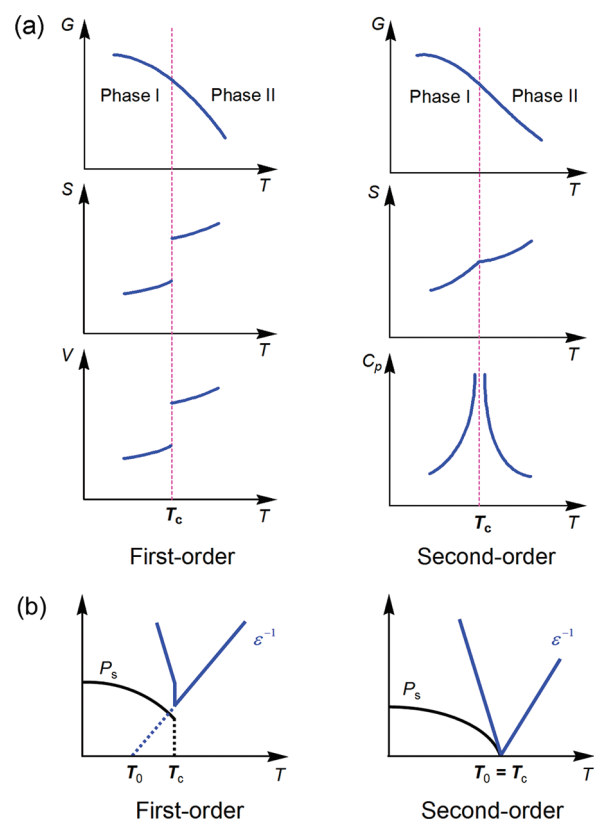 (a)
G
Phase I
Phase II
T
S
T
V
T
Tc
First-order
G
Phase I
Phase II
T
S
T
Cp
T
Tc
Second-order
(b)
Ps
ε⁻¹
T0
Tc
T
First-order
Ps
ε⁻¹
T0 = Tc
T
Second-order